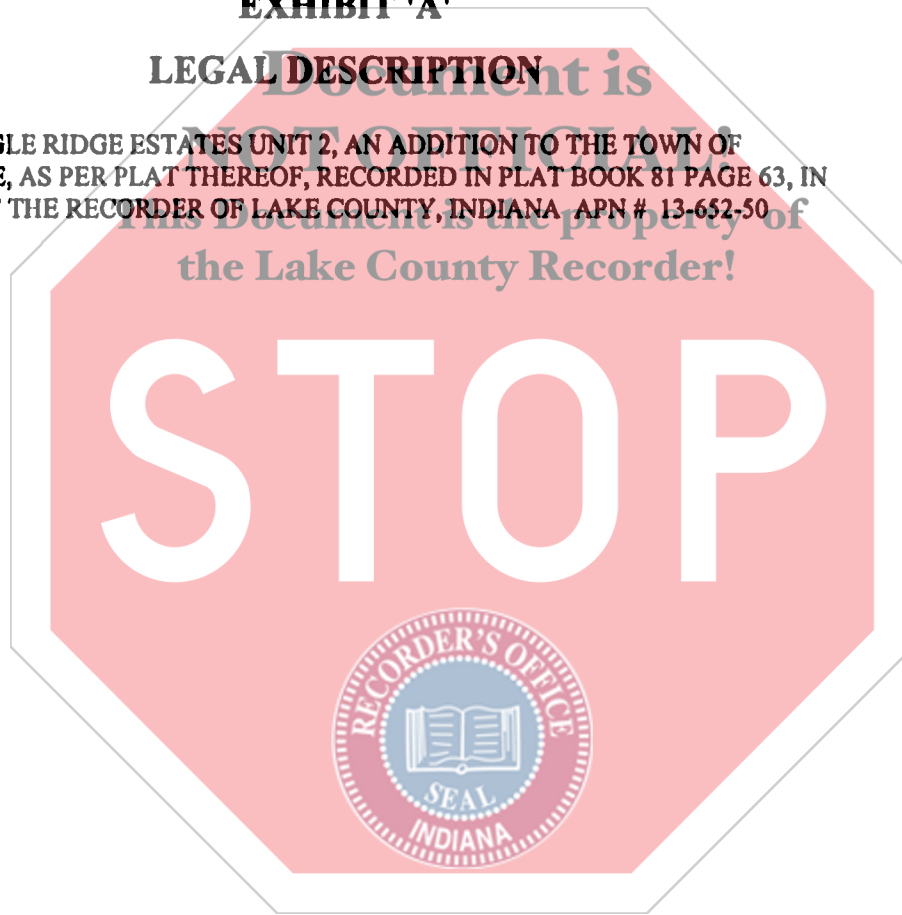 EXHIBIT 'A'
LEGAL DESCRIPTION
Document is
GLE RIDGE ESTATES UNIT 2, AN ADDITION TO THE TOWN OF
NOT OFFICIAL!
E, AS PER PLAT THEREOF, RECORDED IN PLAT BOOK 81 PAGE 63, IN
THE RECORDER OF LAKE COUNTY, INDIANA APN # 13-652-50
This Document is the property of
the Lake County Recorder!
STOP
RECORDER'S OFFICE
SEAL
INDIANA